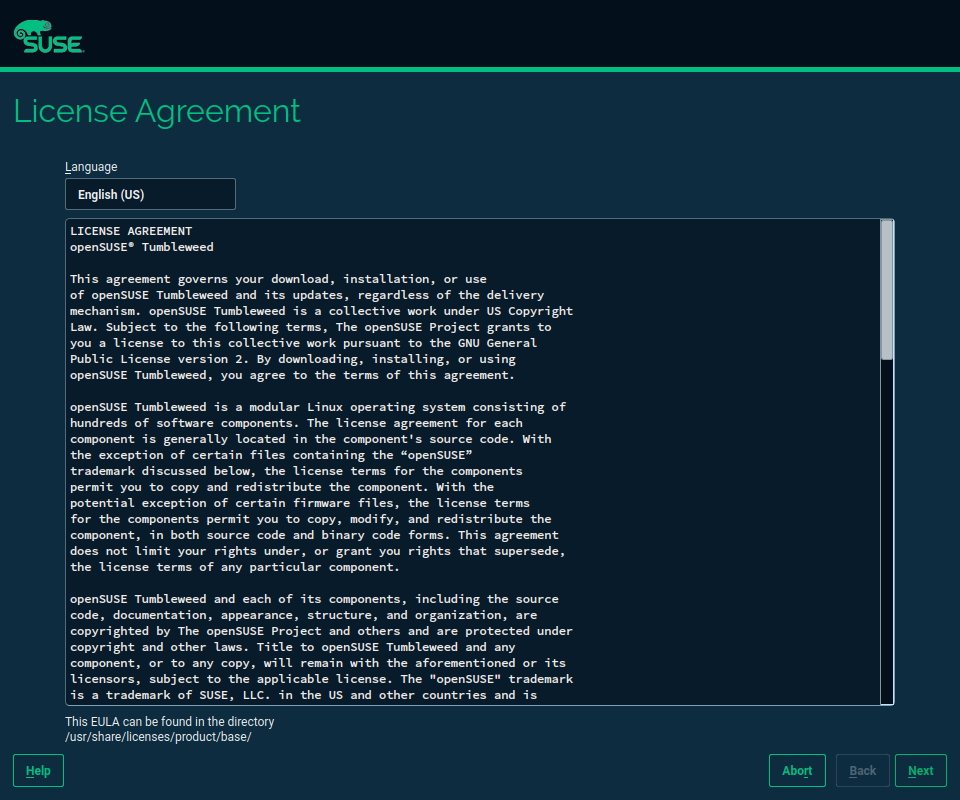 SUSE
License Agreement
Language
English (US)
LICENSE AGREEMENT
openSUSE® Tumbleweed
This agreement governs your download, installation, or use
of openSUSE Tumbleweed and its updates, regardless of the delivery
mechanism. openSUSE Tumbleweed is a collective work under US Copyright
Law. Subject to the following terms, The openSUSE Project grants to
you a license to this collective work pursuant to the GNU General
Public License version 2. By downloading, installing, or using
openSUSE Tumbleweed, you agree to the terms of this agreement.
openSUSE Tumbleweed is a modular Linux operating system consisting of
hundreds of software components. The license agreement for each
component is generally located in the component's source code. With
the exception of certain files containing the “openSUSE”
trademark discussed below, the license terms for the components
permit you to copy and redistribute the component. With the
potential exception of certain firmware files, the license terms
for the components permit you to copy, modify, and redistribute the
component, in both source code and binary code forms. This agreement
does not limit your rights under, or grant you rights that supersede,
the license terms of any particular component.
openSUSE Tumbleweed and each of its components, including the source
code, documentation, appearance, structure, and organization, are
copyrighted by The openSUSE Project and others and are protected under
copyright and other laws. Title to openSUSE Tumbleweed and any
component, or to any copy, will remain with the aforementioned or its
licensors, subject to the applicable license. The "openSUSE" trademark
is a trademark of SUSE, LLC. in the US and other countries and is
This EULA can be found in the directory
/usr/share/licenses/product/base/
Help
Abort
Back
Next